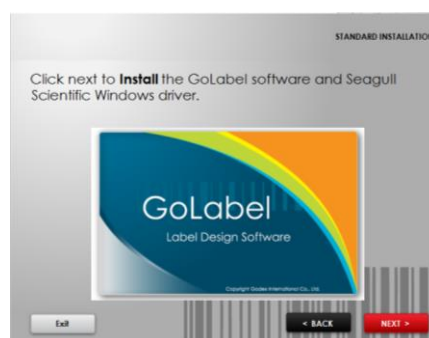 STANDARD INSTALLATIO
Click next to Install the GoLabel software and Seagull
Scientific Windows driver.
GoLabel
Label Design Software
Copyright Godex International Co., Ltd.
Exit
< BACK
NEXT >